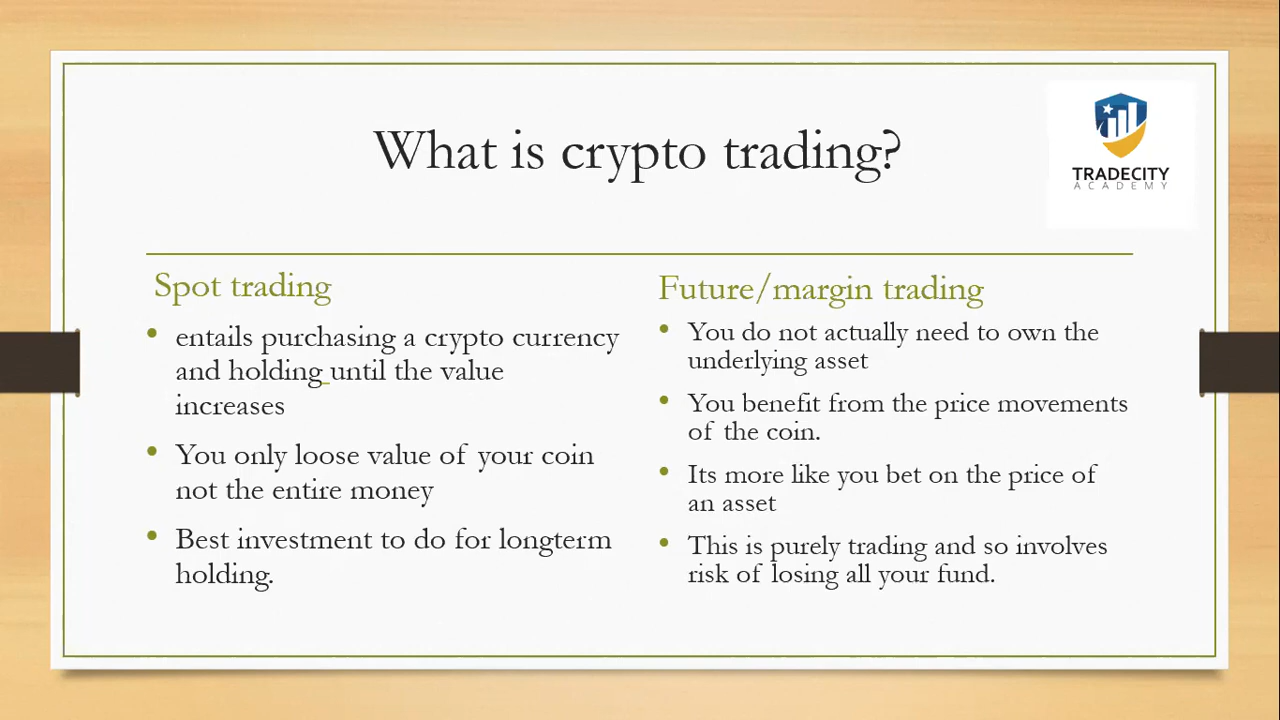 What is crypto trading?
TRADECITY
ACADEMY
Spot trading
• entails purchasing a crypto currency
and holding until the value
increases
• You only loose value of your coin
not the entire money
• Best investment to do for longterm
holding.
Future/margin trading
• You do not actually need to own the
underlying asset
• You benefit from the price movements
of the coin.
• Its more like you bet on the price of
an asset
• This is purely trading and so involves
risk of losing all your fund.